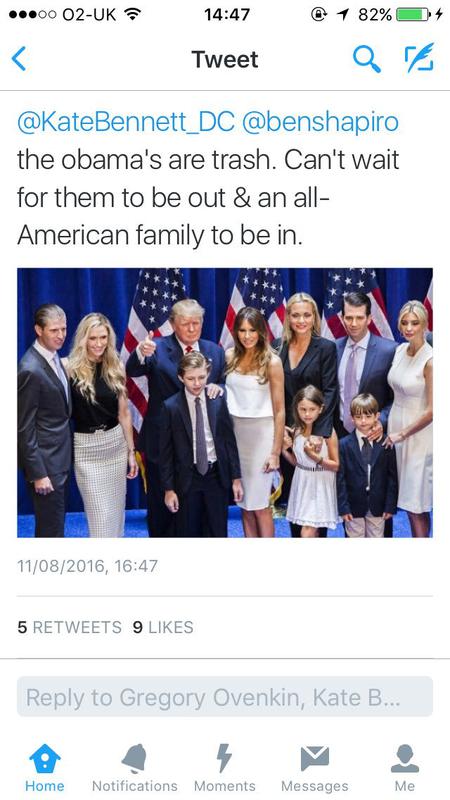 O2-UK 14:47 82%
Tweet
@KateBennett_DC @benshapiro
the obama's are trash. Can't wait
for them to be out & an all-
American family to be in.
11/08/2016, 16:47
5 RETWEETS 9 LIKES
Reply to Gregory Ovenkin, Kate B...
Home Notifications Moments Messages Me